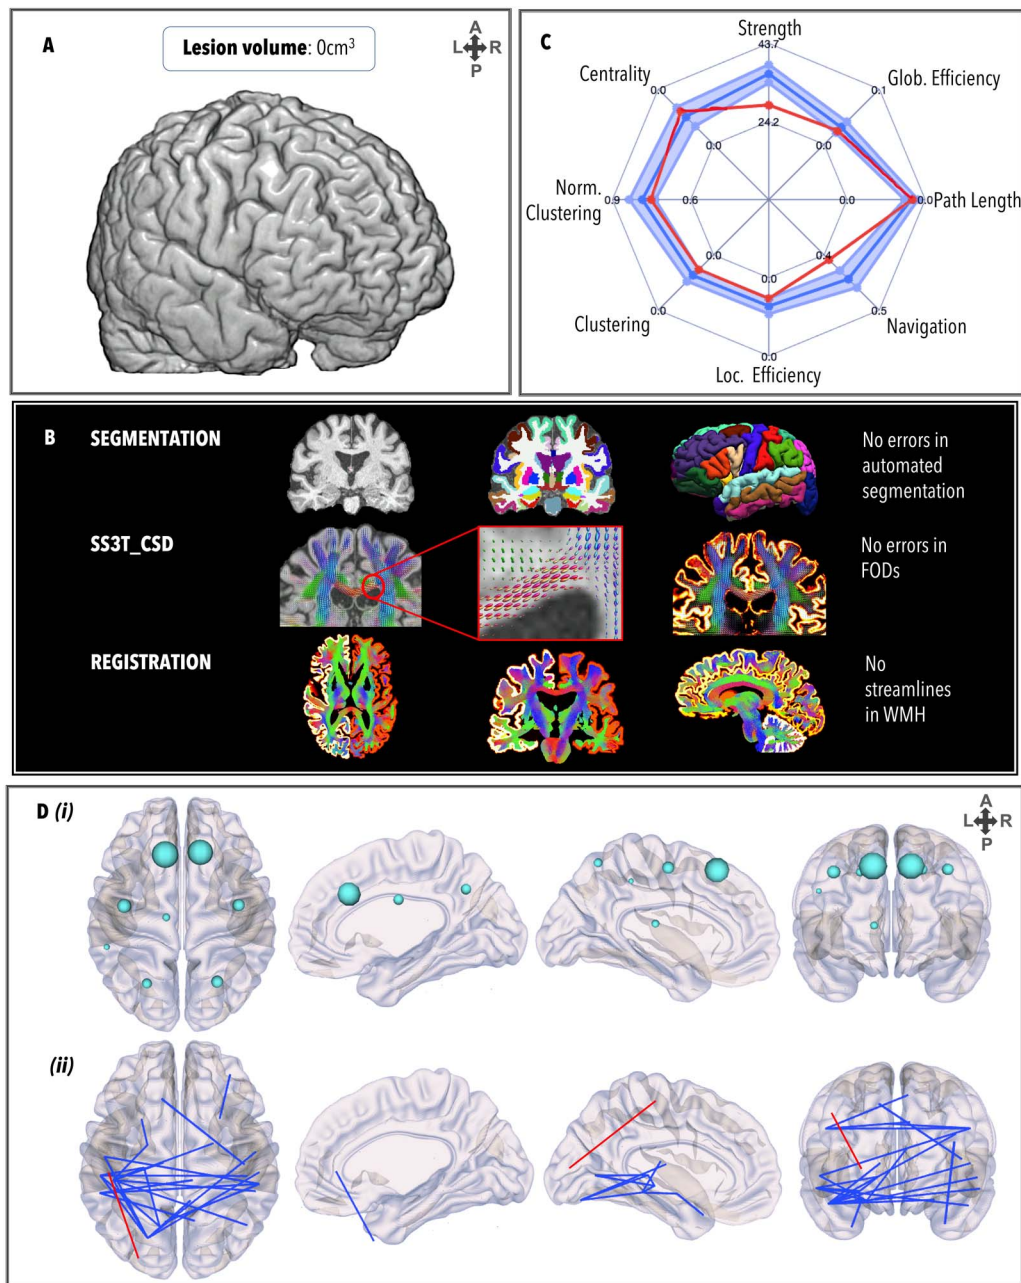 A
Lesion volume: 0cm³
A
L R
P
C
Strength
43.7
Centrality
Glob. Efficiency
0.0
0.1
24.2
0.0
0.0
Norm.
Clustering
0.9
0.6
0.0
0.0
Path Length
0.0
0.4
0.0
Clustering
0.0
0.5
Navigation
0.0
Loc. Efficiency
B
SEGMENTATION
No errors in
automated
segmentation
SS3T_CSD
No errors in
FODs
REGISTRATION
No
streamlines
in WMH
D (i)
A
L R
P
(ii)